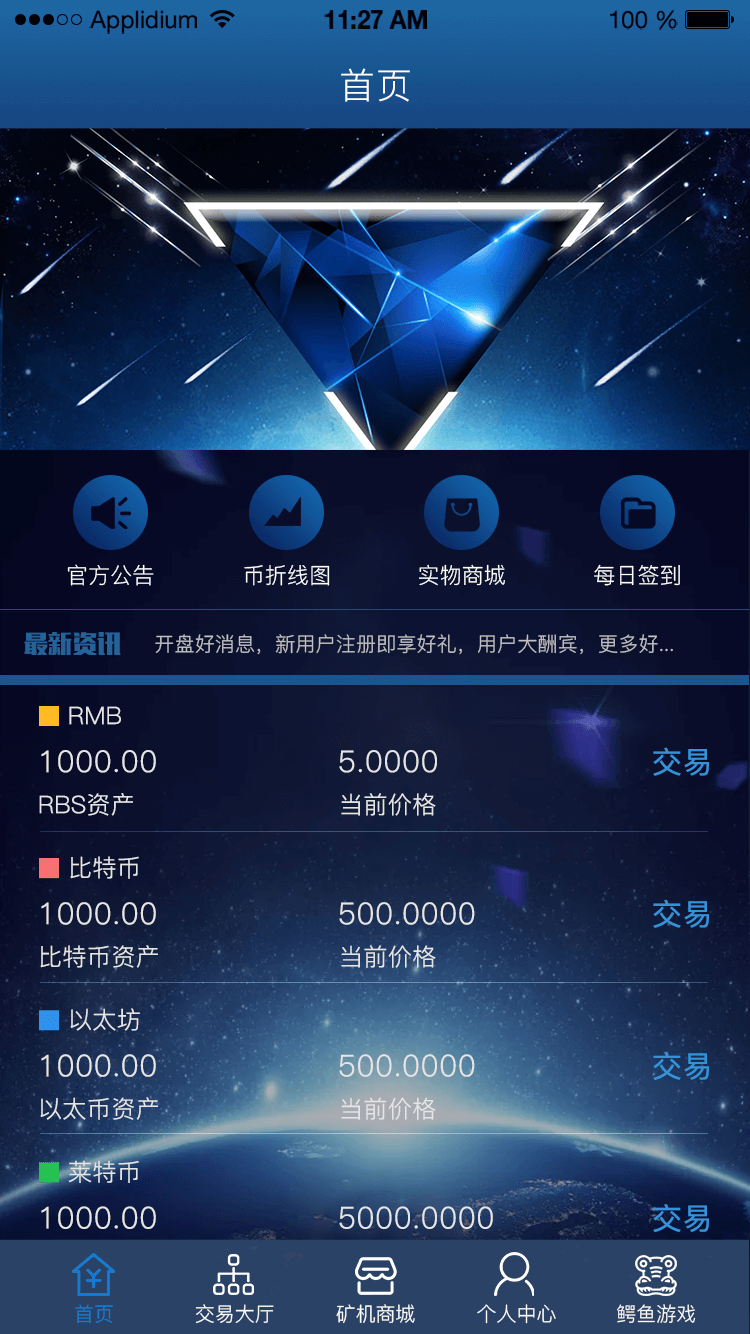 Applidium 11:27 AM 100 %
首页
官方公告 币折线图 实物商城 每日签到
最新资讯 开盘好消息，新用户注册即享好礼，用户大酬宾，更多好...
RMB
1000.00 5.0000 交易
RBS资产 当前价格
比特币
1000.00 500.0000 交易
比特币资产 当前价格
以太坊
1000.00 500.0000 交易
以太币资产 当前价格
莱特币
1000.00 5000.0000 交易
首页 交易大厅 矿机商城 个人中心 鳄鱼游戏